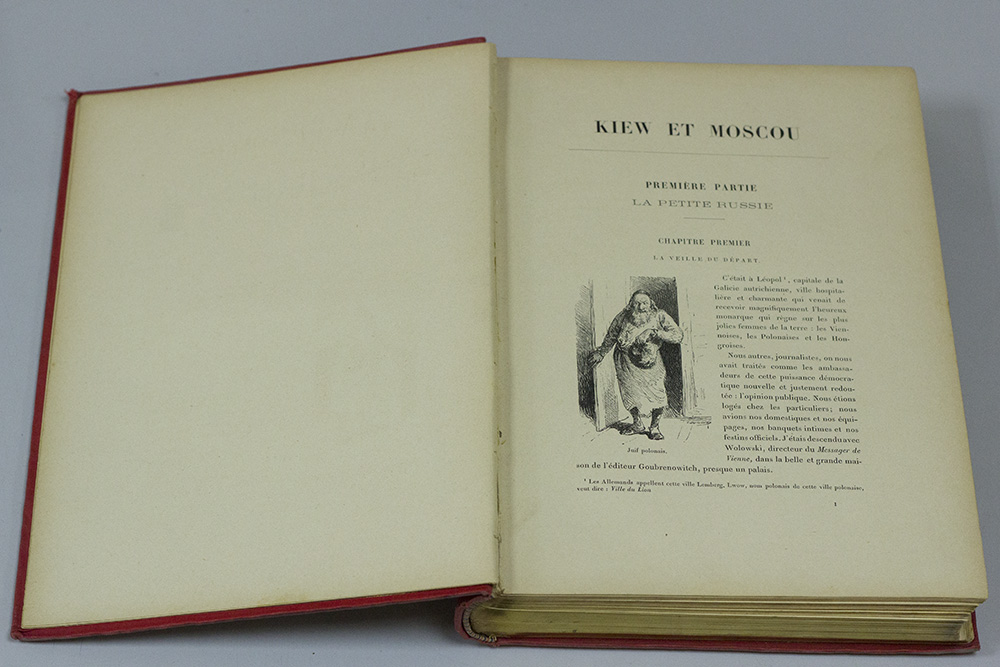 KIEW ET MOSCOU
PREMIÈRE PARTIE
LA PETITE RUSSIE
CHAPITRE PREMIER
LA VEILLE DU DÉPART.
C'était à Léopol ¹, capitale de la
Galicie autrichienne, ville hospita-
lière et charmante qui venait de
recevoir magnifiquement l'heureux
monarque qui règne sur les plus
jolies femmes de la terre : les Vien-
noises, les Polonaises et les Hon-
groises.
Nous autres, journalistes, on nous
avait traités comme les ambassa-
deurs de cette puissance démocra-
tique nouvelle et justement redou-
tée : l'opinion publique. Nous étions
logés chez les particuliers; nous
avions nos domestiques et nos équi-
pages, nos banquets intimes et nos
festins officiels. J'étais descendu avec
Wolowski, directeur du Messager de
Vienne, dans la belle et grande mai-
son de l'éditeur Goubrenowitch, presque un palais.
Juif polonais.
¹ Les Allemands appellent cette ville Lemberg, Lwow, nom polonais de cette ville polonaise,
veut dire : Ville du Lion
1